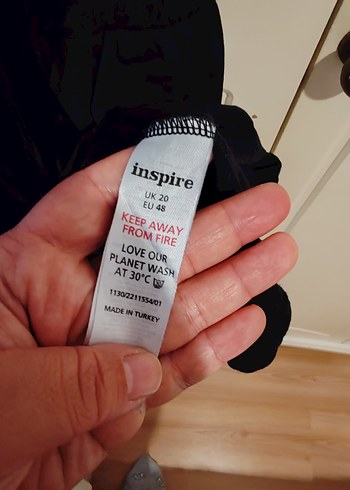 inspire
UK 20
EU 48
KEEP AWAY
FROM FIRE
LOVE OUR
PLANET WASH
AT 30°C
1130/2211554/01
MADE IN TURKEY